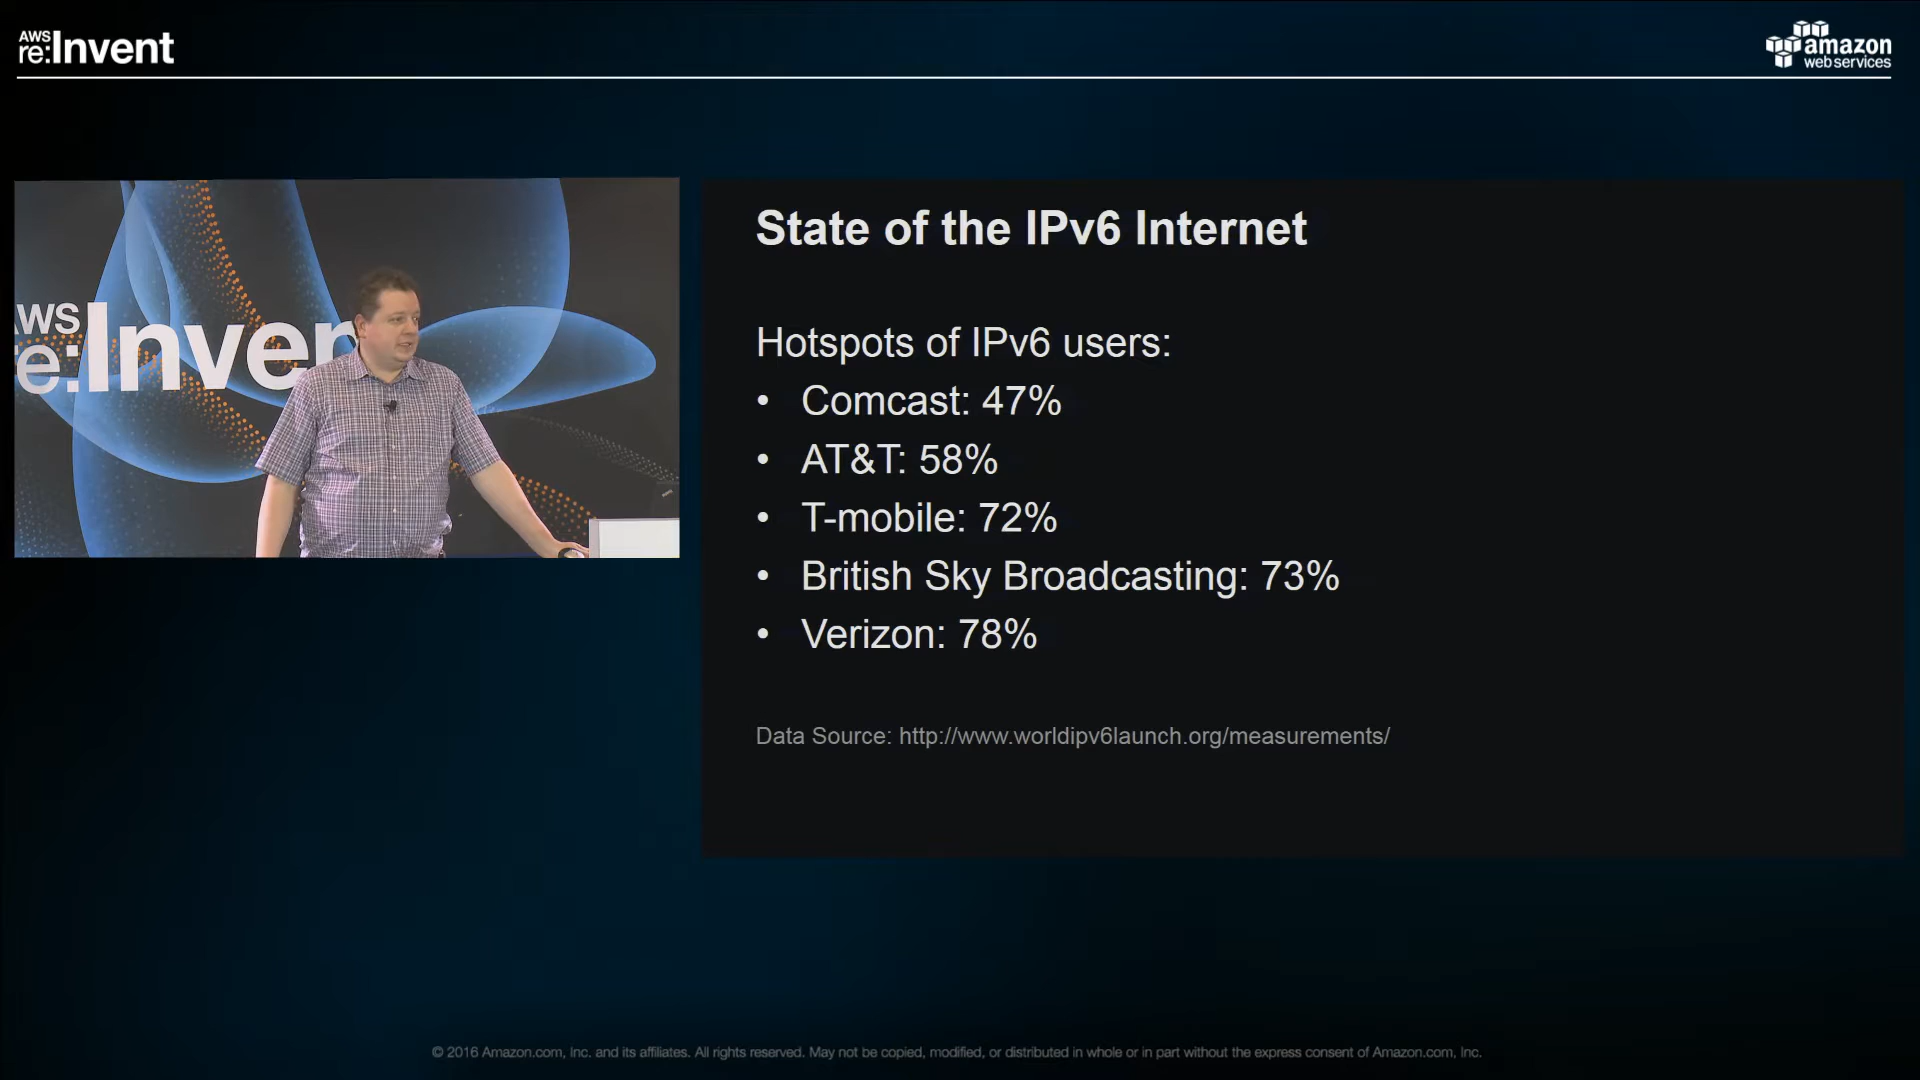 AWS
re:Invent
amazon
web services
AWS
re:Inven
State of the IPv6 Internet
Hotspots of IPv6 users:
• Comcast: 47%
• AT&T: 58%
• T-mobile: 72%
• British Sky Broadcasting: 73%
• Verizon: 78%
Data Source: http://www.worldipv6launch.org/measurements/
© 2016 Amazon.com, Inc. and its affiliates. All rights reserved. May not be copied, modified, or distributed in whole or in part without the express consent of Amazon.com, Inc.